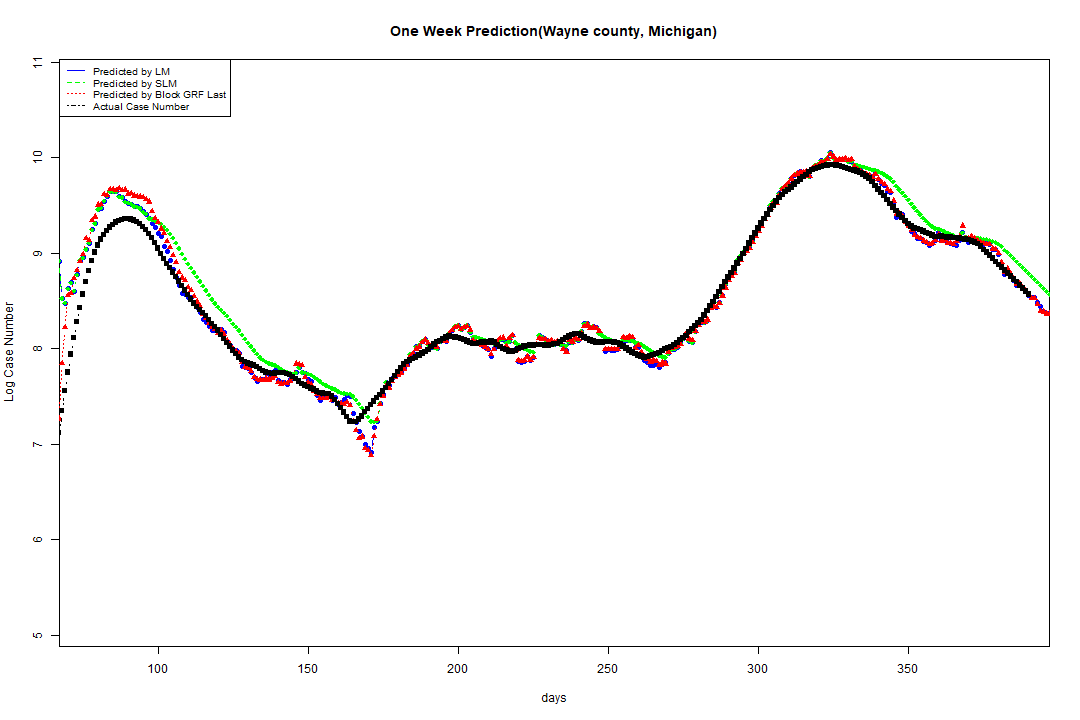 One Week Prediction(Wayne county, Michigan)
11
Predicted by LM
Predicted by SLM
Predicted by Block GRF Last
Actual Case Number
10
9
8
7
6
5
Log Case Number
100 150 200 250 300 350
days